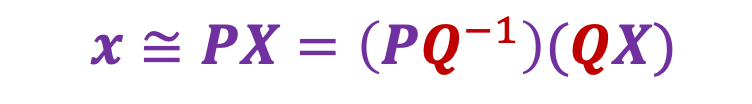 x ≅ PX = (PQ⁻¹)(QX)